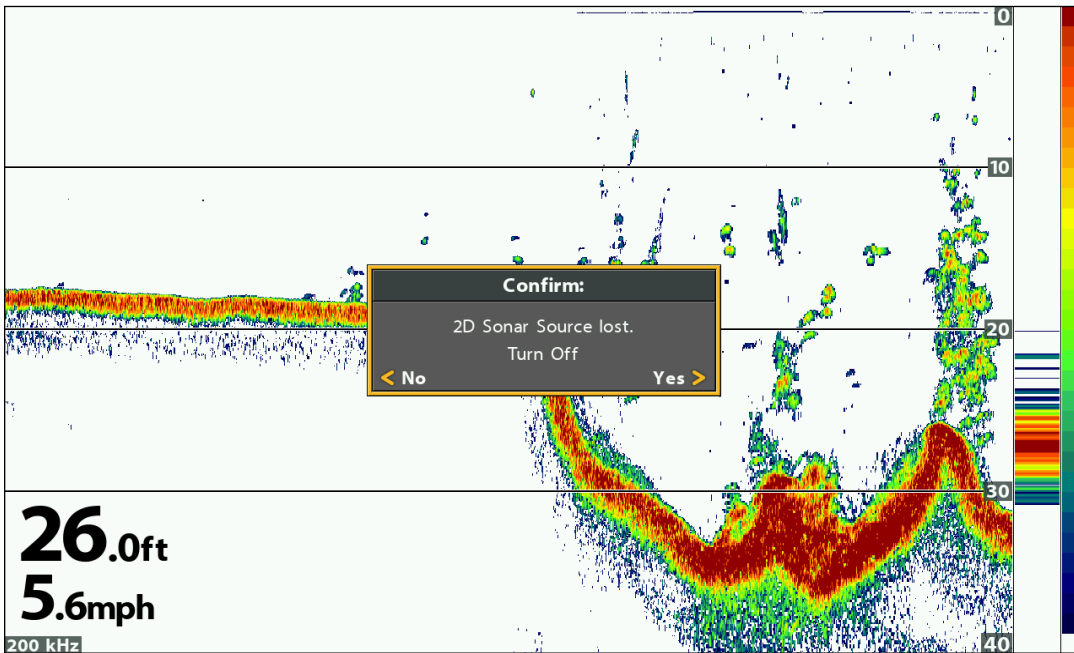 0
10
Confirm:
2D Sonar Source lost.
Turn Off
< No Yes >
20
30
26.0ft
5.6mph
200 kHz
40